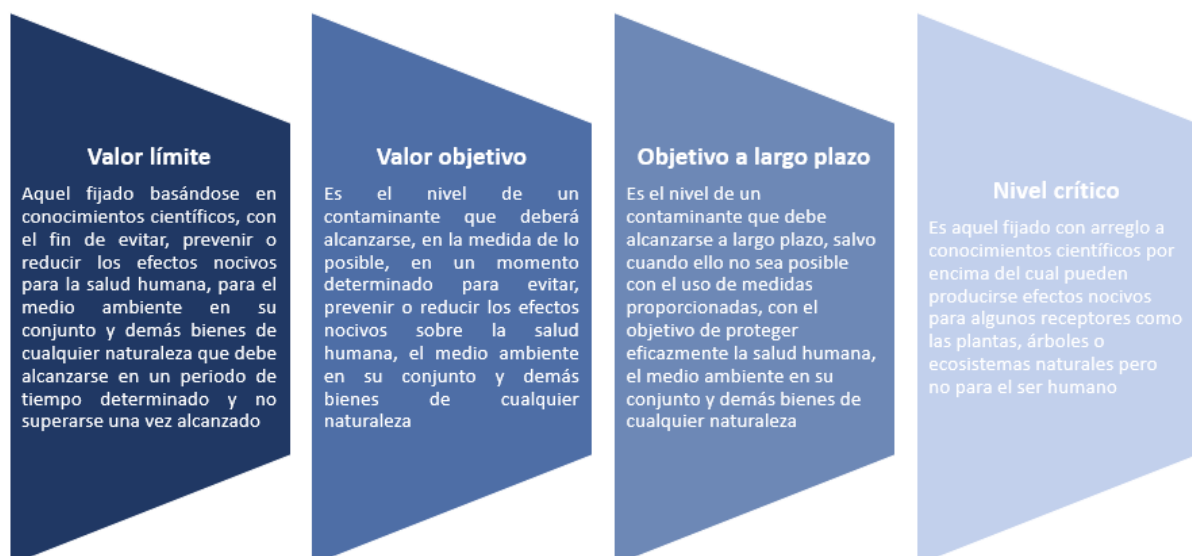 Valor límite
Aquel fijado basándose en
conocimientos científicos, con
el fin de evitar, prevenir o
reducir los efectos nocivos
para la salud humana, para el
medio ambiente en su
conjunto y demás bienes de
cualquier naturaleza que debe
alcanzarse en un periodo de
tiempo determinado y no
superarse una vez alcanzado
Valor objetivo
Es el nivel de un
contaminante que deberá
alcanzarse, en la medida de lo
posible, en un momento
determinado para evitar,
prevenir o reducir los efectos
nocivos sobre la salud
humana, el medio ambiente
en su conjunto y demás
bienes de cualquier
naturaleza
Objetivo a largo plazo
Es el nivel de un
contaminante que debe
alcanzarse a largo plazo, salvo
cuando ello no sea posible
con el uso de medidas
proporcionadas, con el
objetivo de proteger
eficazmente la salud humana,
el medio ambiente en su
conjunto y demás bienes de
cualquier naturaleza
Nivel crítico
Es aquel fijado con arreglo a
conocimientos científicos por
encima del cual pueden
producirse efectos nocivos
para algunos receptores como
las plantas, árboles o
ecosistemas naturales pero
no para el ser humano